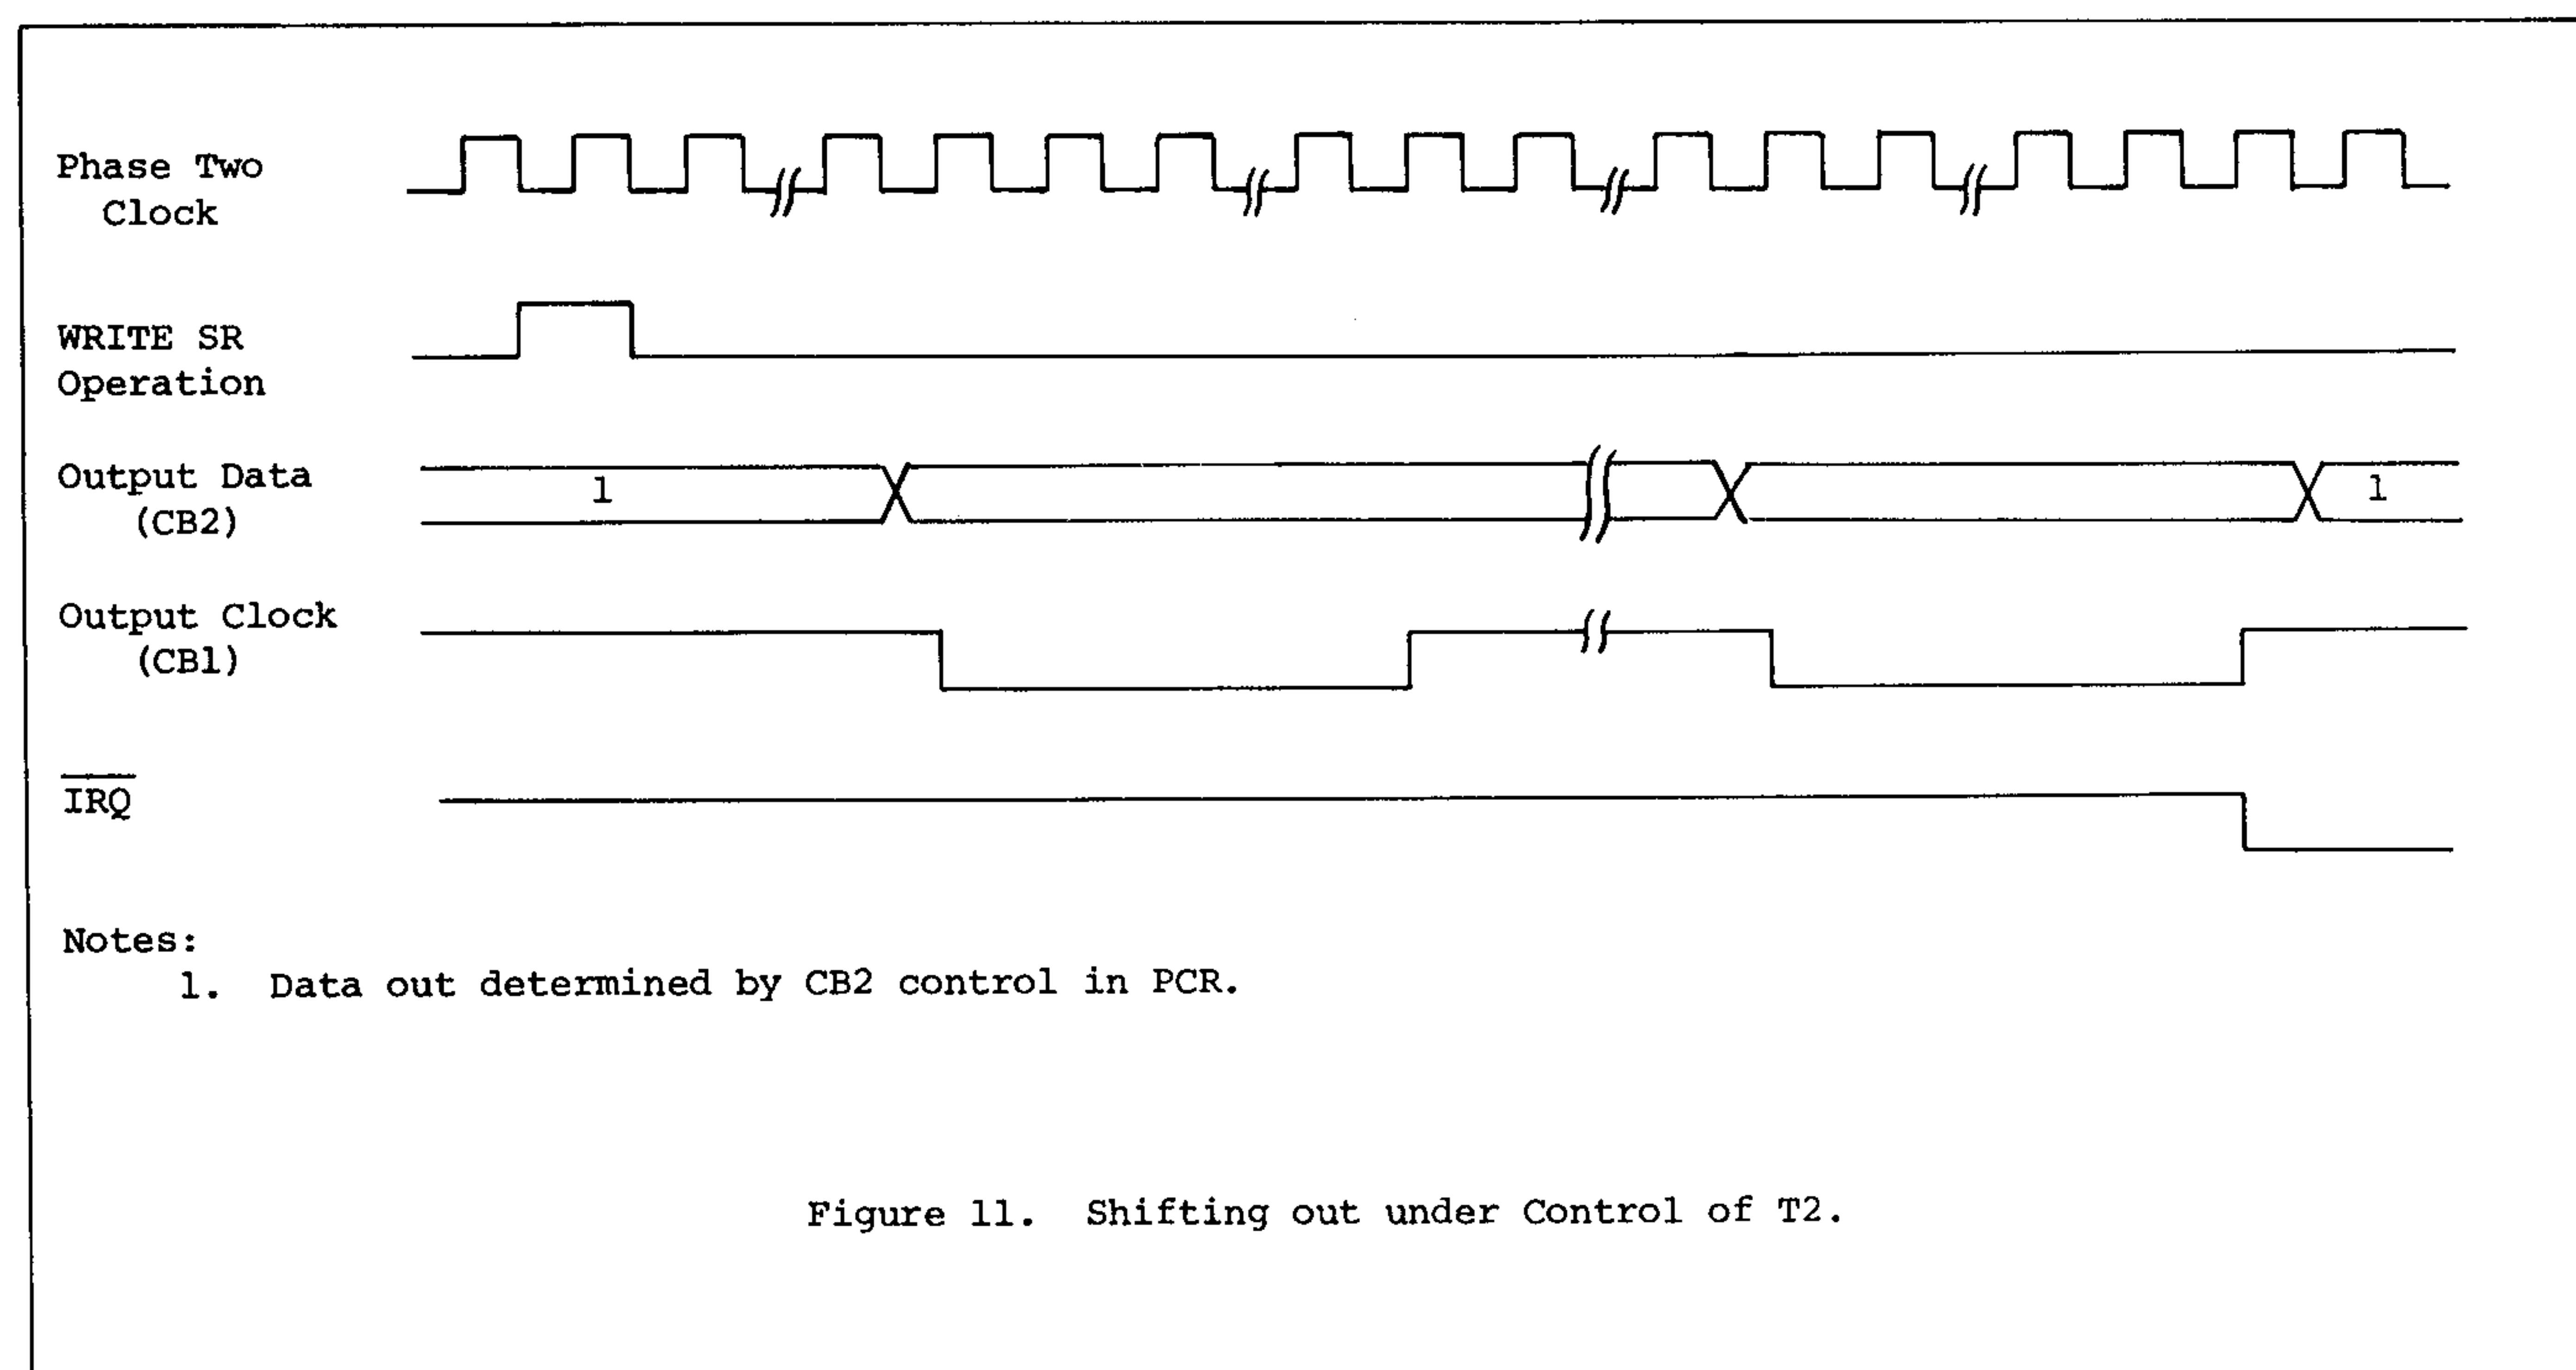 Phase Two
Clock
WRITE SR
Operation
Output Data
(CB2)
1
1
Output Clock
(CB1)
IRQ
Notes:
1. Data out determined by CB2 control in PCR.
Figure 11. Shifting out under Control of T2.